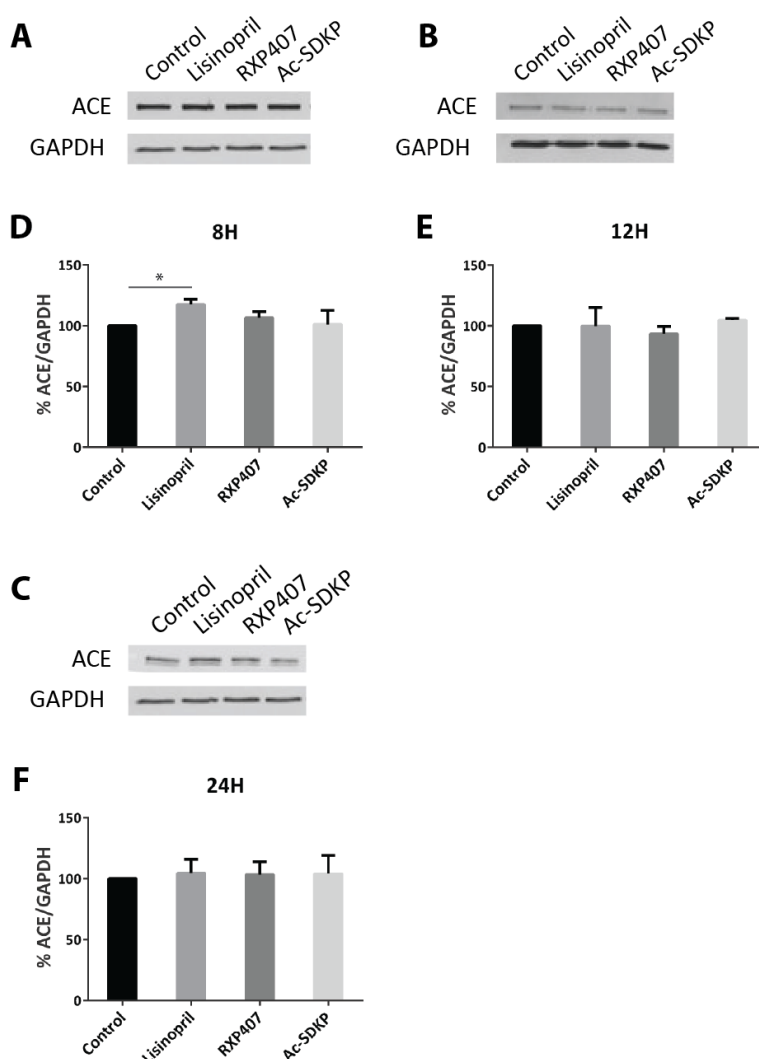 A
Control Lisinopril RXP407 Ac-SDKP
ACE
GAPDH
B
Control Lisinopril RXP407 Ac-SDKP
ACE
GAPDH
D
8H
% ACE/GAPDH
150
100
50
0
*
Control Lisinopril RXP407 Ac-SDKP
E
12H
% ACE/GAPDH
150
100
50
0
Control Lisinopril RXP407 Ac-SDKP
C
Control Lisinopril RXP407 Ac-SDKP
ACE
GAPDH
F
24H
% ACE/GAPDH
150
100
50
0
Control Lisinopril RXP407 Ac-SDKP